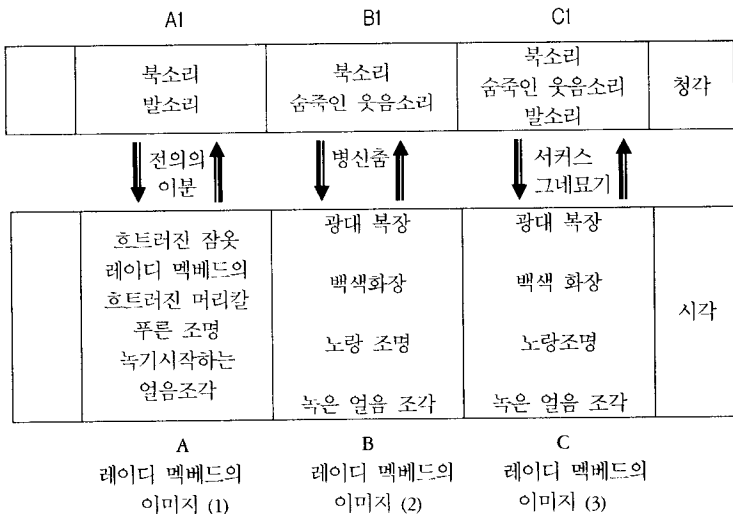 A1 B1 C1
북소리
발소리
북소리
숨죽인 웃음소리
북소리
숨죽인 웃음소리
발소리
청각
전의의
이분
병신춤
서커스
그네묘기
흐트러진 잠옷
레이디 멕베드의
흐트러진 머리칼
푸른 조명
녹기시작하는
얼음조각
광대 복장
백색화장
노랑 조명
녹은 얼음 조각
광대 복장
백색 화장
노랑조명
녹은 얼음 조각
시각
A
레이디 멕베드의
이미지 (1)
B
레이디 멕베드의
이미지 (2)
C
레이디 멕베드의
이미지 (3)